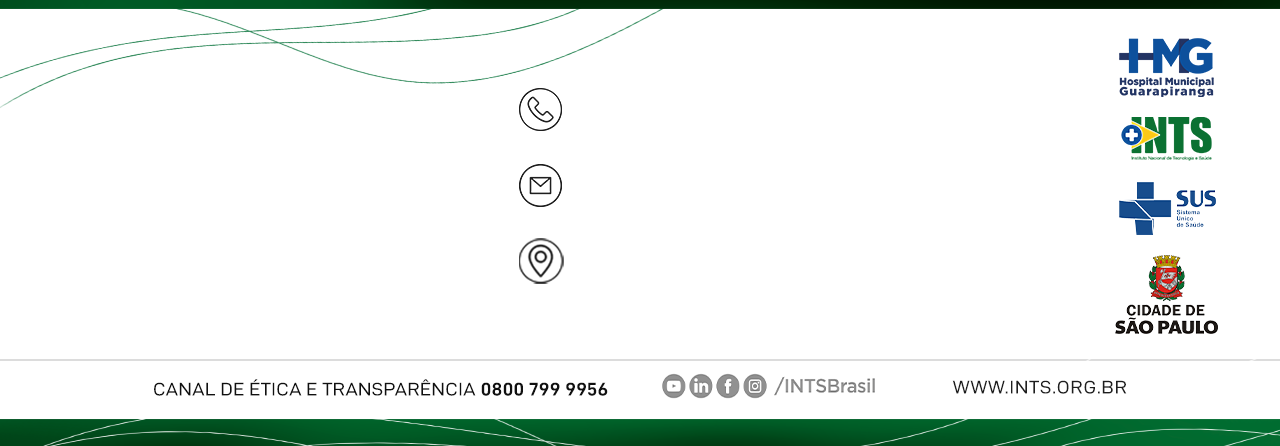 HMG
Hospital Municipal
Guarapiranga
INTS
Instituto Nacional de Tecnologia e Saúde
SUS
Sistema
Único
de Saúde
CIDADE DE
SÃO PAULO
CANAL DE ÉTICA E TRANSPARÊNCIA 0800 799 9956
/INTSBrasil
WWW.INTS.ORG.BR